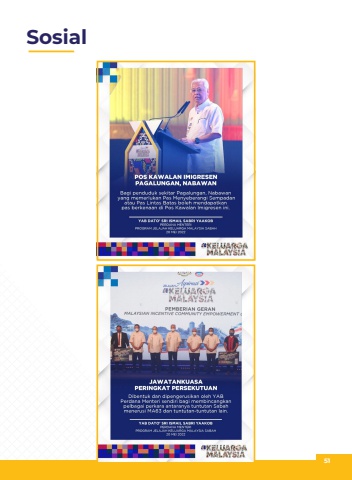 Sosial
POS KAWALAN IMIGRESEN
PAGALUNGAN, NABAWAN
Bagi penduduk sekitar Pagalungan, Nabawan
yang memerlukan Pas Menyeberangi Sempadan
atau Pas Lintas Batas boleh mendapatkan
pas berkenaan di Pos Kawalan Imigresen ini.
YAB DATO' SRI ISMAIL SABRI YAAKOB
PERDANA MENTERI
PROGRAM JELAJAH KELUARGA MALAYSIA SABAH
20 MEI 2022
#KELUARGA
MALAYSIA
Aspirasi
#KELUARGA
MALAYSIA
PEMBERIAN GERAN
MALAYSIAN INCENTIVE COMMUNITY EMPOWERMENT
JAWATANKUASA
PERINGKAT PERSEKUTUAN
Dibentuk dan dipengerusikan oleh YAB
Perdana Menteri sendiri bagi membincangkan
pelbagai perkara antaranya tuntutan Sabah
menerusi MA63 dan tuntutan-tuntutan lain.
YAB DATO' SRI ISMAIL SABRI YAAKOB
PERDANA MENTERI
PROGRAM JELAJAH KELUARGA MALAYSIA SABAH
20 MEI 2022
#KELUARGA
MALAYSIA
51